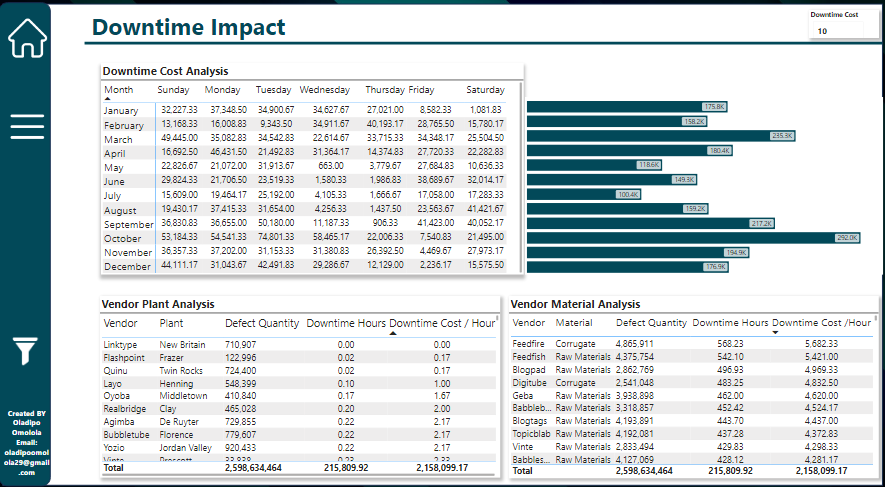 Downtime Impact
Downtime Cost
10
Downtime Cost Analysis
Month Sunday Monday Tuesday Wednesday Thursday Friday Saturday
January 32,227.33 37,348.50 34,900.67 34,627.67 27,021.00 8,582.33 1,081.83
February 13,168.33 16,008.83 9,343.50 34,911.67 40,193.17 28,765.50 15,780.17
March 49,445.00 35,082.83 34,542.83 22,614.67 33,715.33 34,348.17 25,504.50
April 16,692.50 46,431.50 21,492.83 31,364.17 14,374.83 27,720.33 22,282.83
May 22,826.67 21,072.00 31,913.67 663.00 3,779.67 27,684.83 10,636.33
June 29,824.33 21,706.50 23,519.33 1,580.33 1,986.83 38,689.67 32,014.17
July 15,609.00 19,464.17 25,192.00 4,105.33 1,666.67 17,058.00 17,283.33
August 19,430.17 37,415.33 31,654.00 4,256.33 1,437.50 23,563.67 41,421.67
September 36,830.83 36,655.00 50,180.00 11,187.33 906.33 41,423.00 40,052.17
October 53,184.33 54,541.33 74,801.33 58,465.17 22,006.33 7,540.83 21,495.00
November 36,357.33 37,202.00 31,153.33 31,380.83 26,392.50 4,469.67 27,973.17
December 44,111.17 31,043.67 42,491.83 29,286.67 12,129.00 2,236.17 15,575.50
175.8K
158.2K
235.3K
180.4K
118.6K
149.3K
100.4K
159.2K
217.2K
292.0K
194.9K
176.9K
Vendor Plant Analysis
Vendor Plant Defect Quantity Downtime Hours Downtime Cost / Hour
Linktype New Britain 710,907 0.00 0.00
Flashpoint Frazer 122,996 0.02 0.17
Quinu Twin Rocks 724,400 0.02 0.17
Layo Henning 548,399 0.10 1.00
Oyoba Middletown 410,840 0.17 1.67
Realbridge Clay 465,028 0.20 2.00
Agimba De Ruyter 729,855 0.22 2.17
Bubbletube Florence 779,607 0.22 2.17
Yozio Jordan Valley 920,433 0.22 2.17
Total 2,598,634,464 215,809.92 2,158,099.17
Vendor Material Analysis
Vendor Material Defect Quantity Downtime Hours Downtime Cost /Hour
Feedfire Corrugate 4,865,911 568.23 5,682.33
Feedfish Raw Materials 4,375,754 542.10 5,421.00
Blogpad Raw Materials 2,862,769 496.93 4,969.33
Digitube Corrugate 2,541,048 483.25 4,832.50
Geba Raw Materials 3,938,898 462.00 4,620.00
Babbleb... Raw Materials 3,318,857 452.42 4,524.17
Blogtags Raw Materials 4,193,891 443.70 4,437.00
Topicblab Raw Materials 4,192,081 437.28 4,372.83
Vinte Raw Materials 2,833,494 429.83 4,298.33
Babbles... Raw Materials 4,127,069 428.12 4,281.17
Total 2,598,634,464 215,809.92 2,158,099.17
Created BY
Oladipo
Omolola
Email:
oladipoomol
ola29@gmail
.com